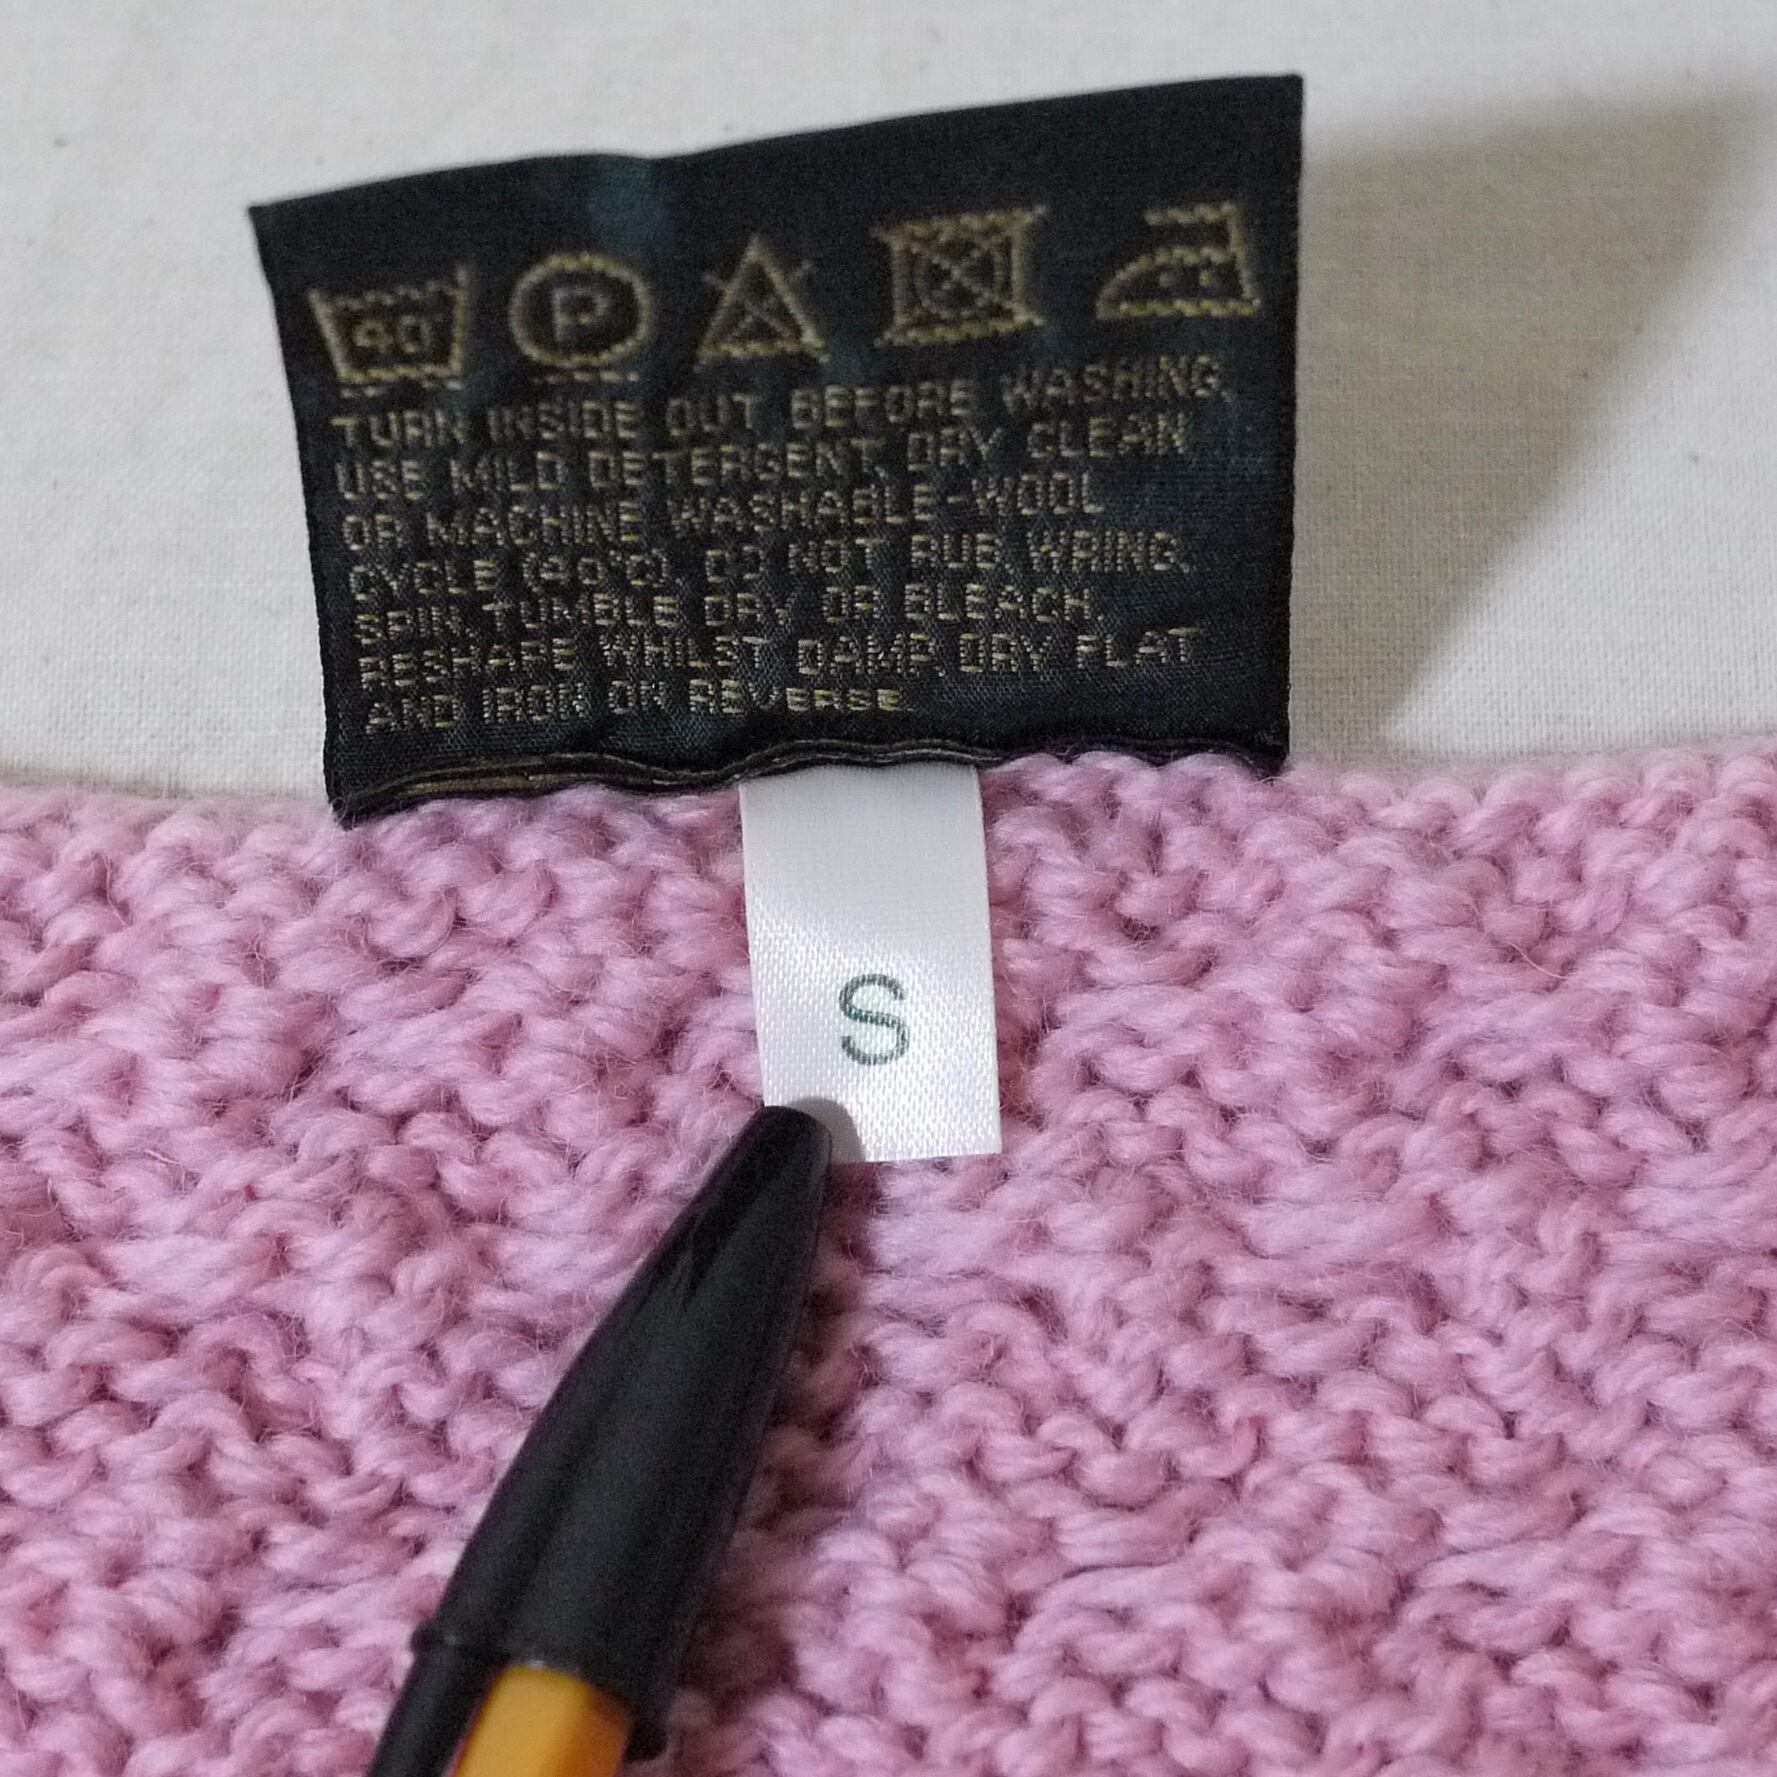 40 P
TURN INSIDE OUT BEFORE WASHING.
USE MILD DETERGENT. DRY CLEAN
OR MACHINE WASHABLE-WOOL
CYCLE (40°C). DO NOT RUB, WRING,
SPIN, TUMBLE DRY OR BLEACH.
RESHAPE WHILST DAMP. DRY FLAT
AND IRON ON REVERSE
S